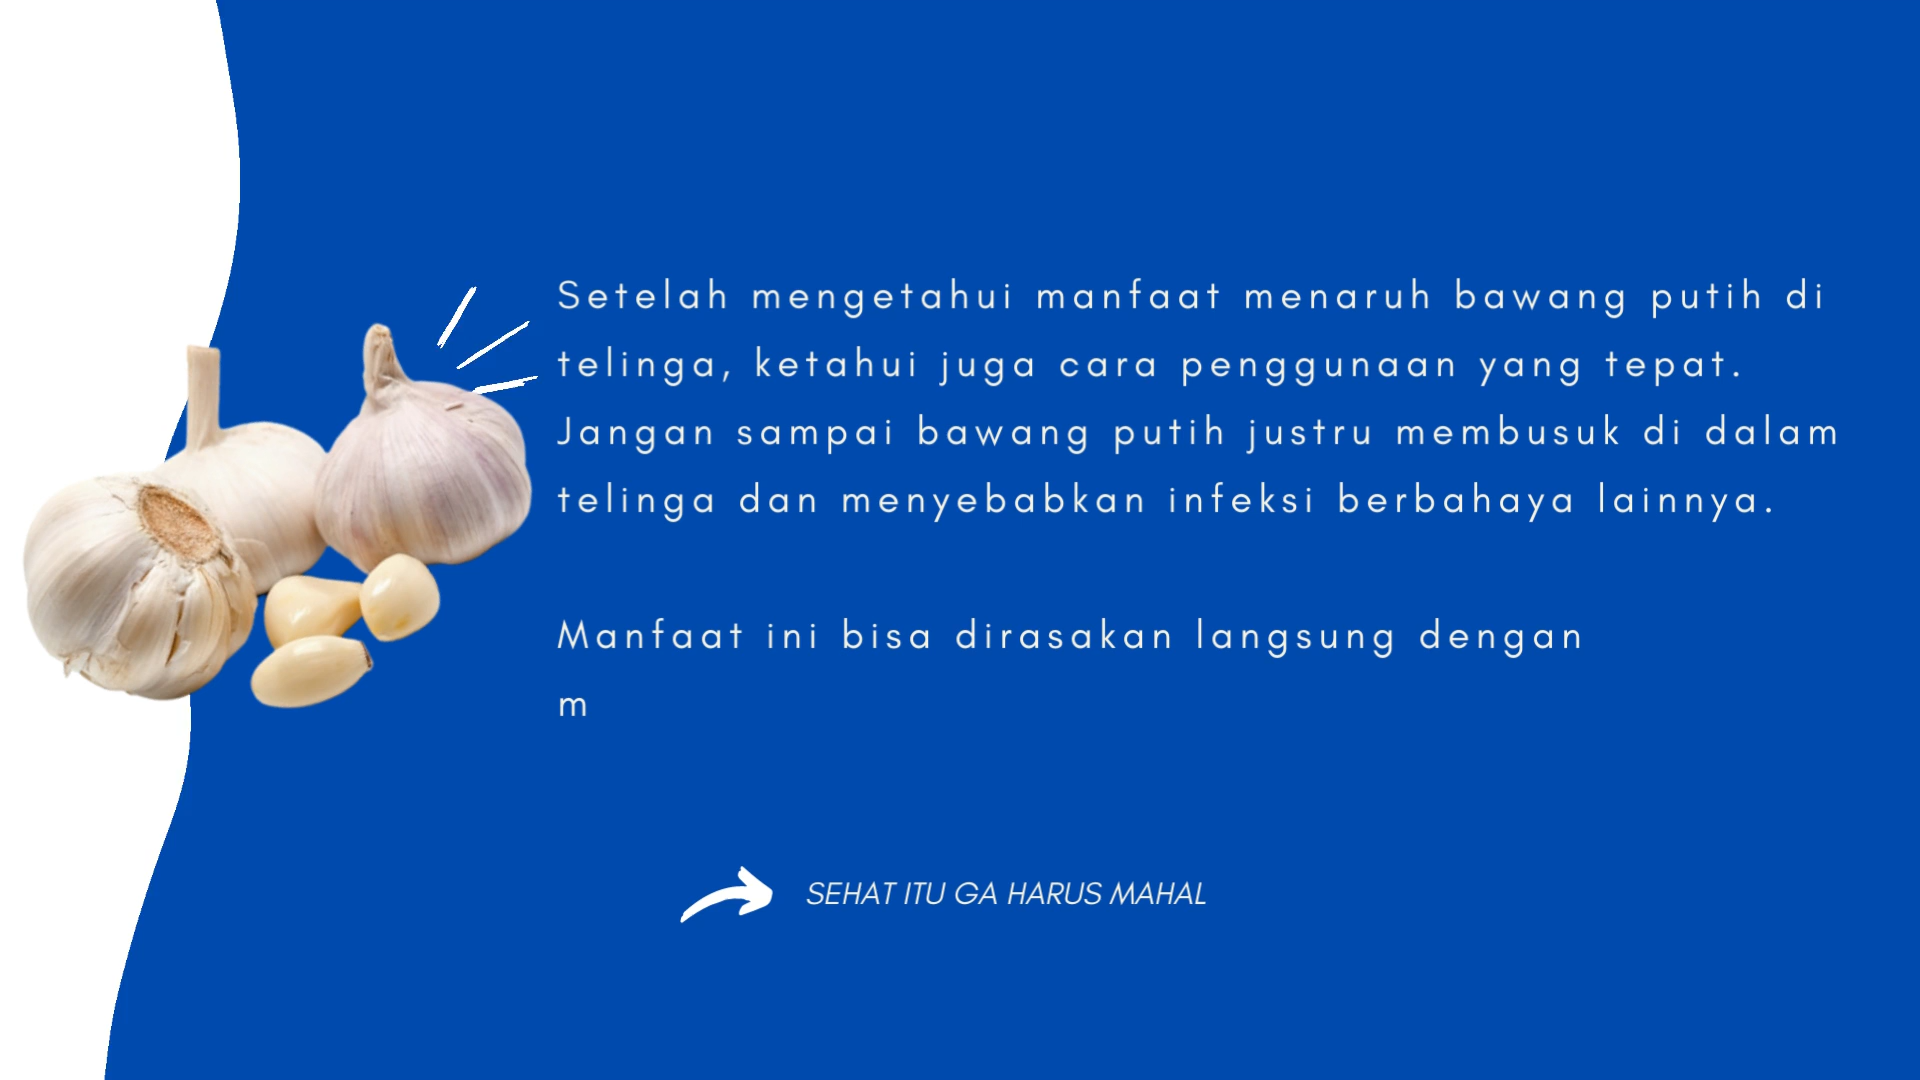 Setelah mengetahui manfaat menaruh bawang putih di
telinga, ketahui juga cara penggunaan yang tepat.
Jangan sampai bawang putih justru membusuk di dalam
telinga dan menyebabkan infeksi berbahaya lainnya.
Manfaat ini bisa dirasakan langsung dengan
m
SEHAT ITU GA HARUS MAHAL